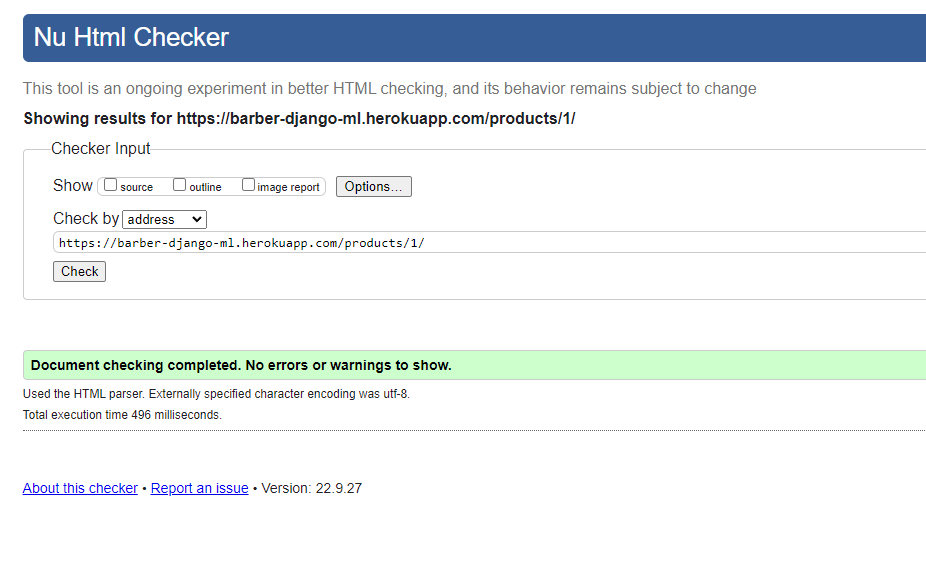 Nu Html Checker
This tool is an ongoing experiment in better HTML checking, and its behavior remains subject to change
Showing results for https://barber-django-ml.herokuapp.com/products/1/
Checker Input
Show source outline image report Options...
Check by address
https://barber-django-ml.herokuapp.com/products/1/
Check
Document checking completed. No errors or warnings to show.
Used the HTML parser. Externally specified character encoding was utf-8.
Total execution time 496 milliseconds.
About this checker • Report an issue • Version: 22.9.27